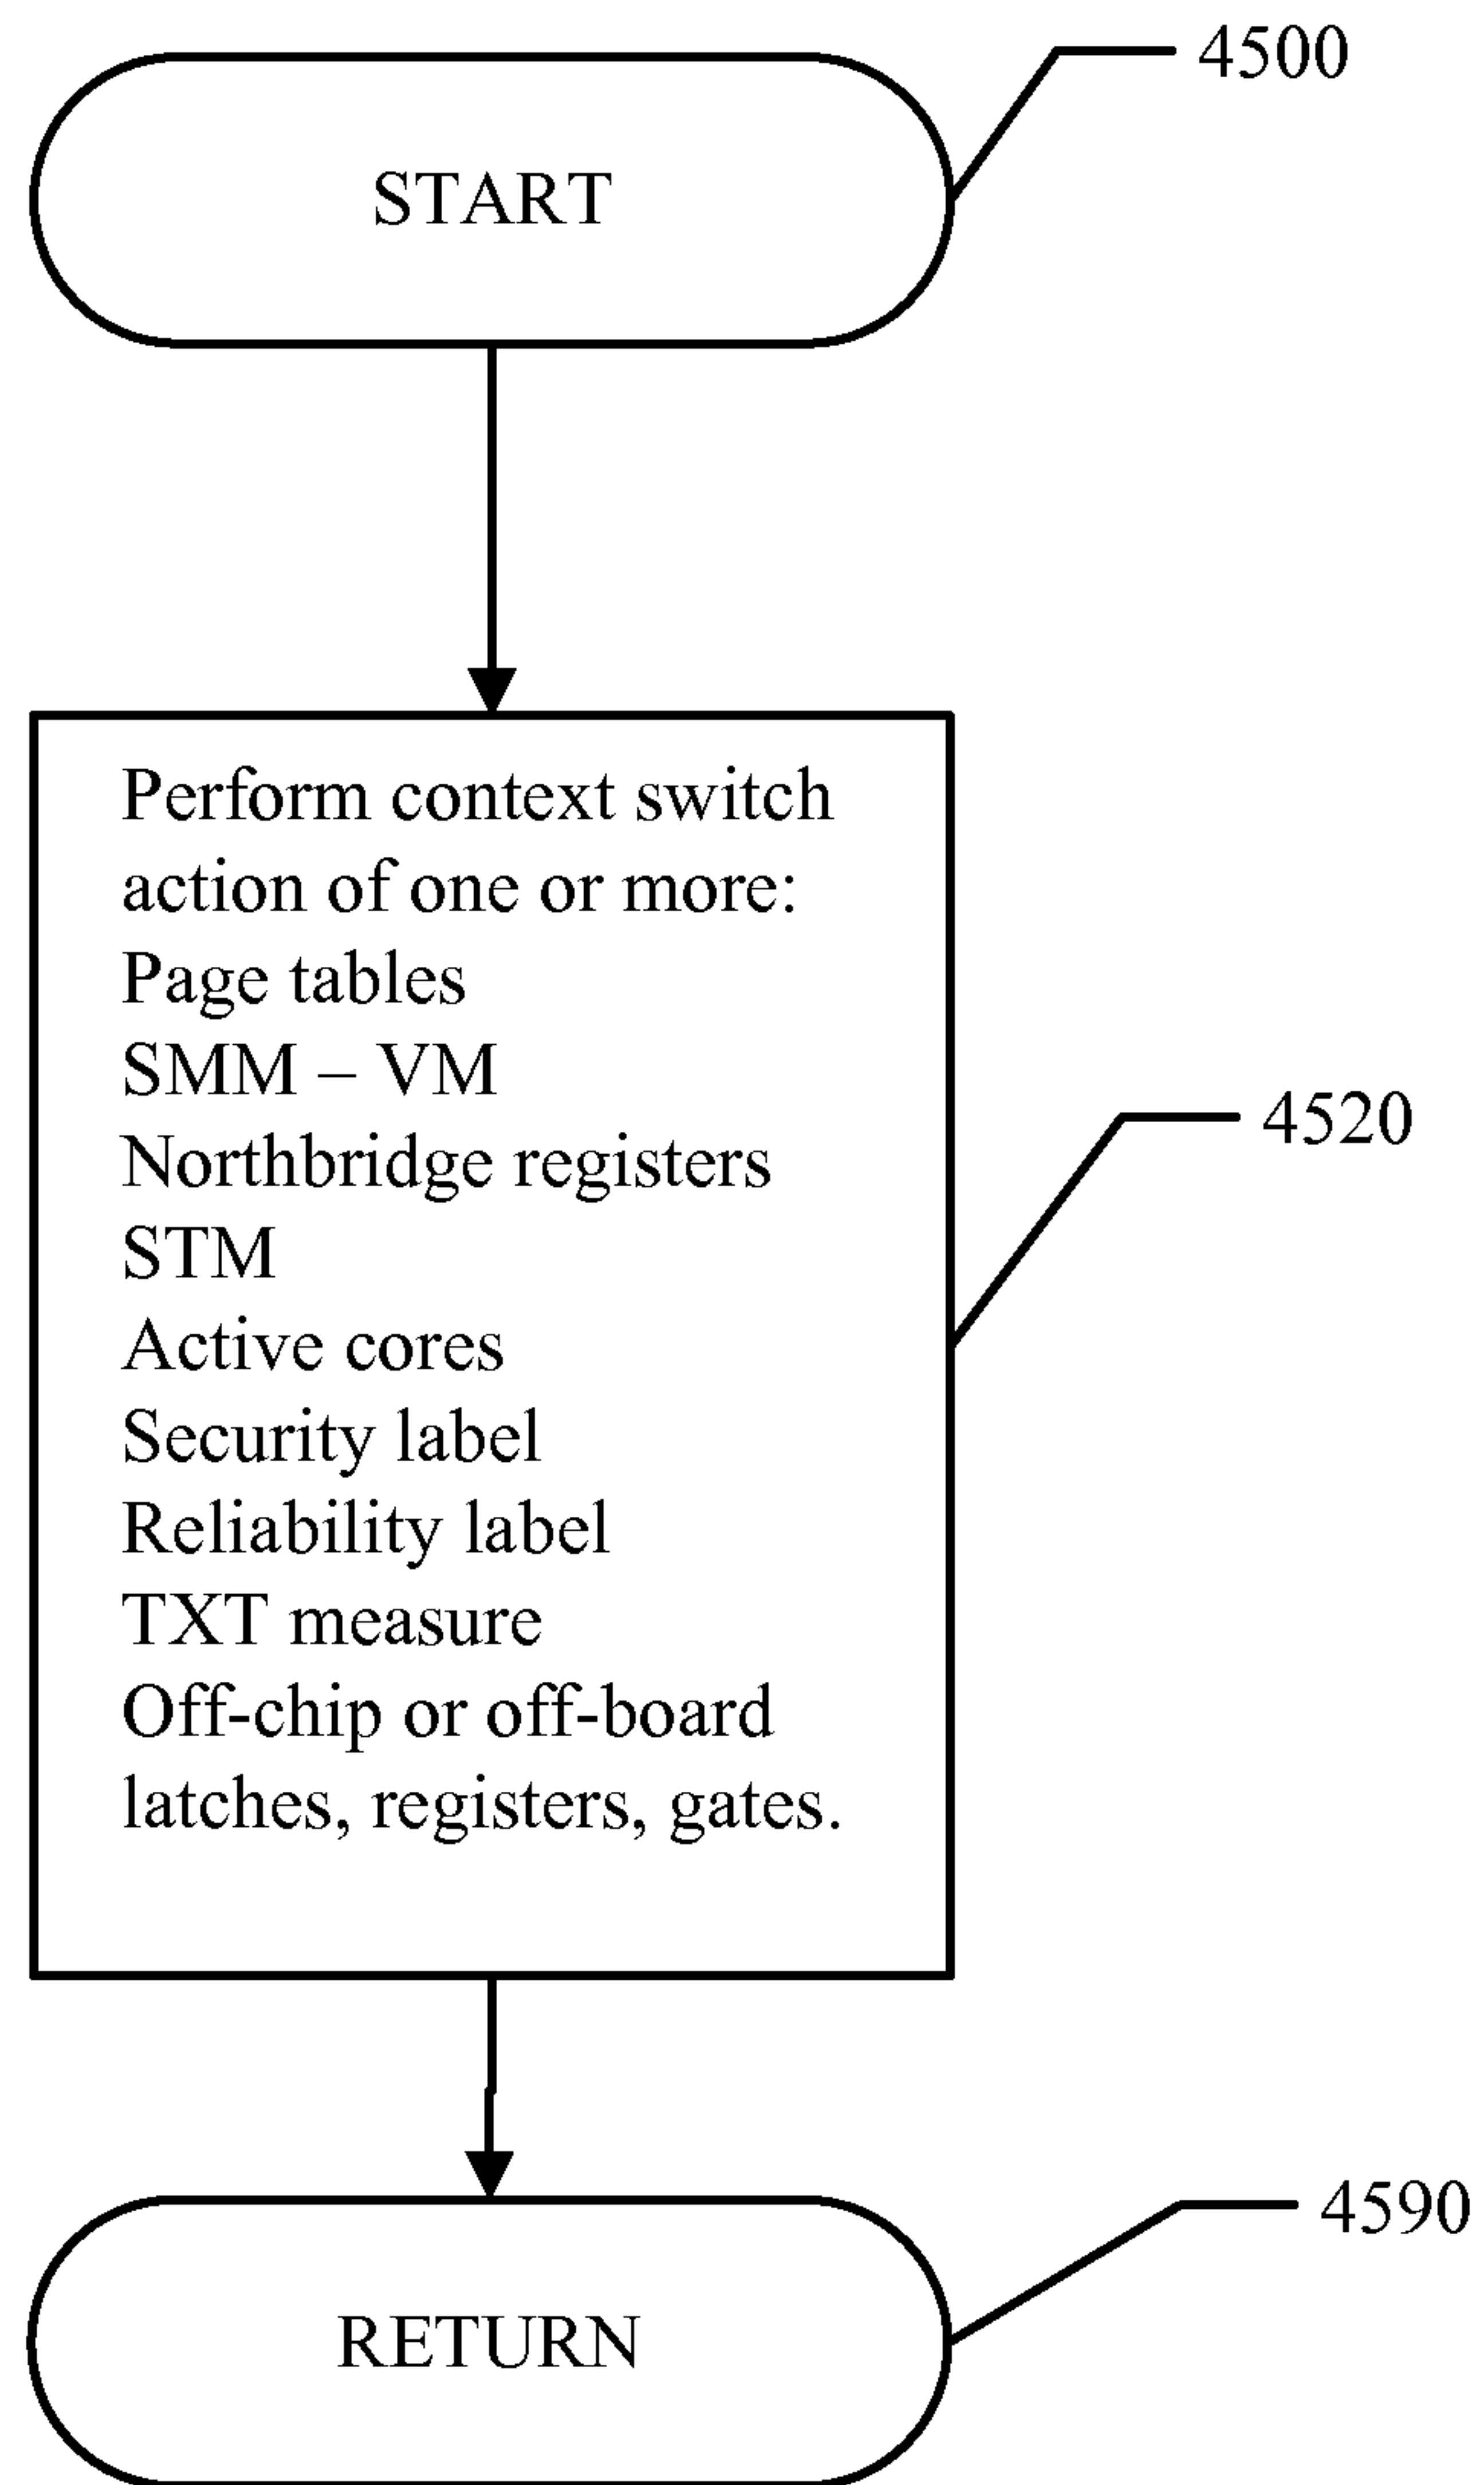 4500
START
Perform context switch
action of one or more:
Page tables
SMM – VM
Northbridge registers
STM
Active cores
Security label
Reliability label
TXT measure
Off-chip or off-board
latches, registers, gates.
4520
4590
RETURN